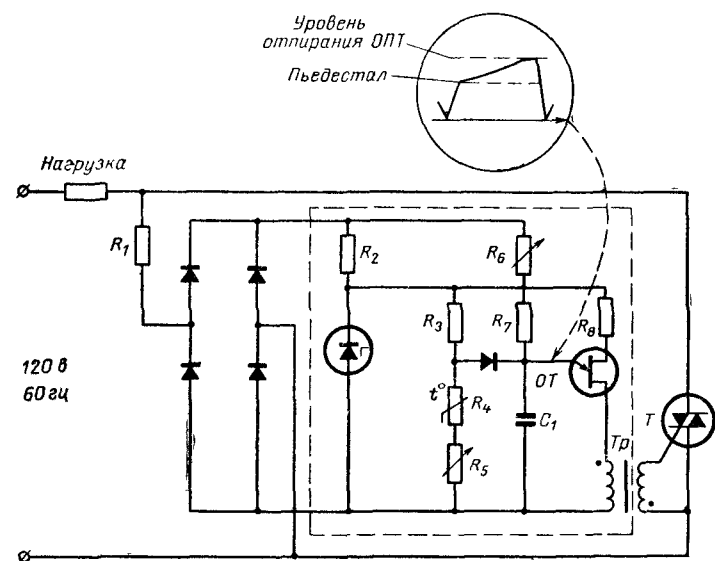 Уровень
отпирания ОПТ
Пьедестал
Нагрузка
R₁
R₂
R₆
R₃
R₇
R₈
120 в
60 гц
t°
R₄
ОТ
C₁
R₅
Тр
Т